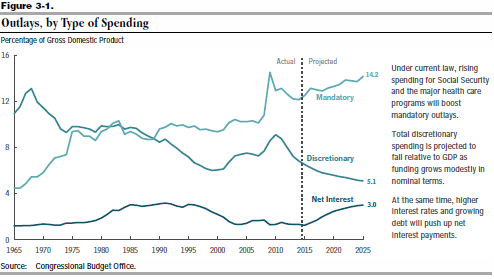 Figure 3-1.
Outlays, by Type of Spending
Percentage of Gross Domestic Product
16
Actual Projected
14.2
Mandatory
12
8
Discretionary
5.1
4
Net Interest
3.0
0
1965 1970 1975 1980 1985 1990 1995 2000 2005 2010 2015 2020 2025
Under current law, rising
spending for Social Security
and the major health care
programs will boost
mandatory outlays.
Total discretionary
spending is projected to
fall relative to GDP as
funding grows modestly in
nominal terms.
At the same time, higher
interest rates and growing
debt will push up net
interest payments.
Source: Congressional Budget Office.